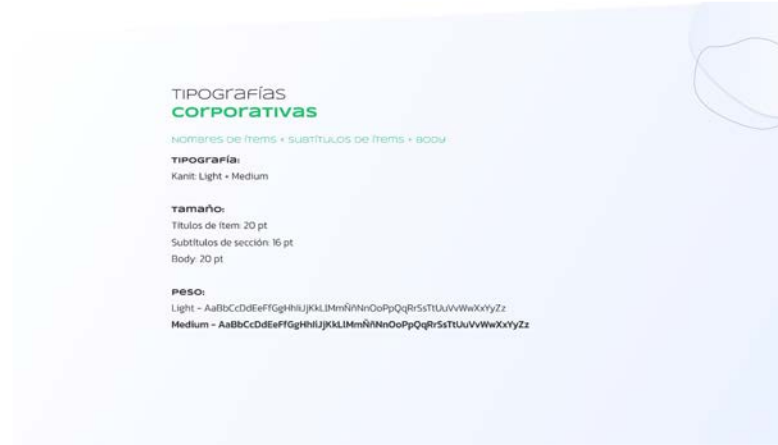 TIPOGRAFÍAS
CORPORATIVAS
NOMBRES DE ÍTEMS + SUBTÍTULOS DE ÍTEMS + BODY
TIPOGRAFÍA:
Kanit: Light + Medium
TAMAÑO:
Títulos de ítem: 20 pt
Subtítulos de sección: 16 pt
Body: 20 pt
PESO:
Light - AaBbCcDdEeFfGgHhIiJjKkLlMmÑñNnOoPpQqRrSsTtUuVvWwXxYyZz
Medium - AaBbCcDdEeFfGgHhIiJjKkLlMmÑñNnOoPpQqRrSsTtUuVvWwXxYyZz